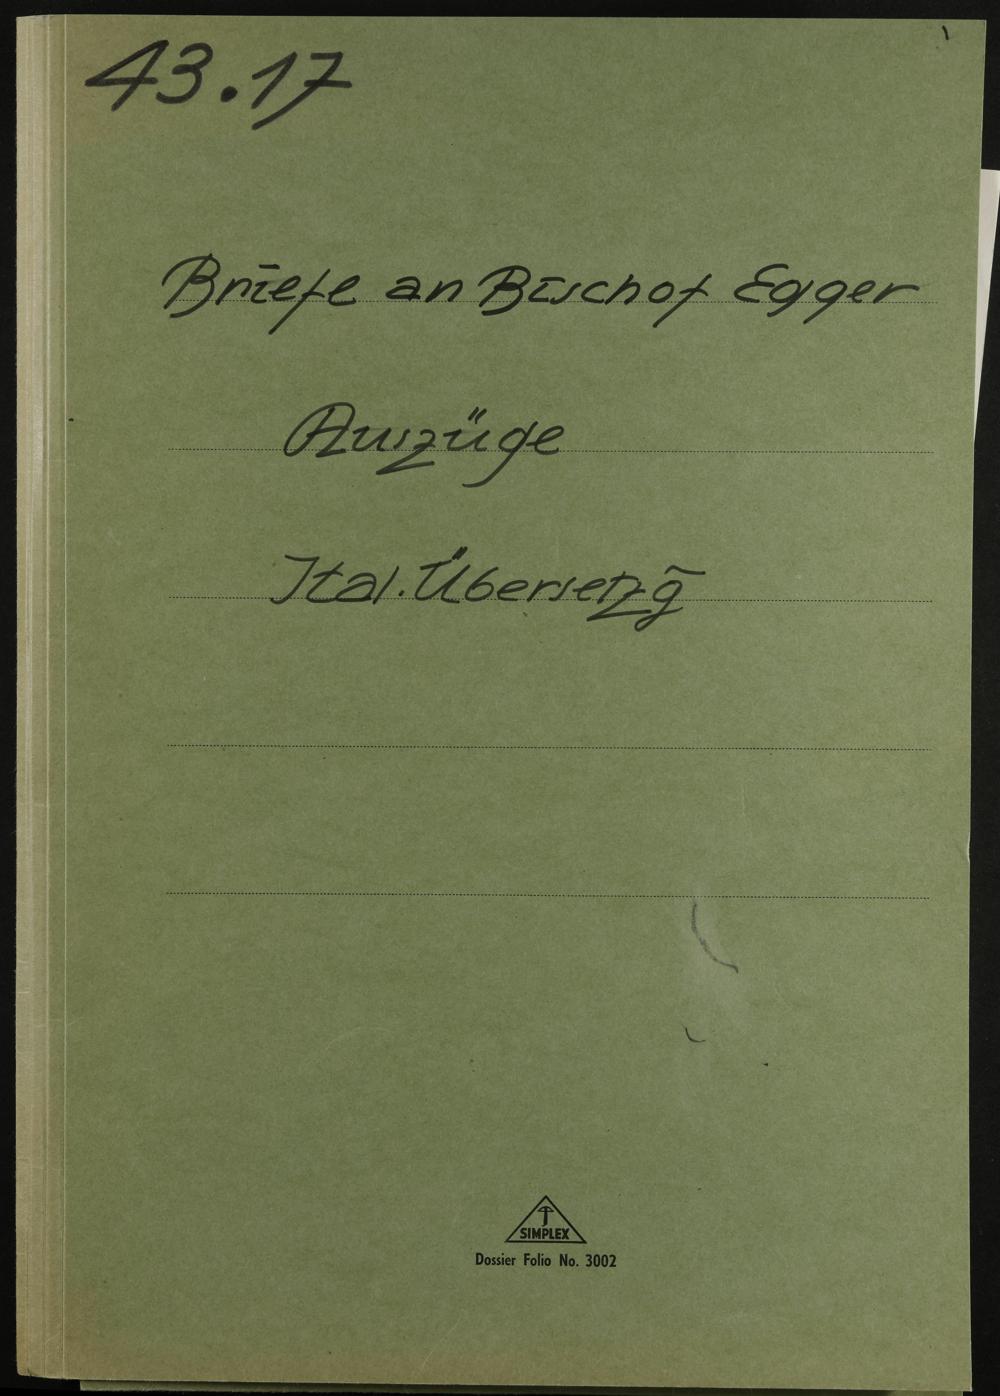 43.17
Briefe an Bischof Egger
Auszüge
Ital. Übersetzg
SIMPLEX
Dossier Folio No. 3002